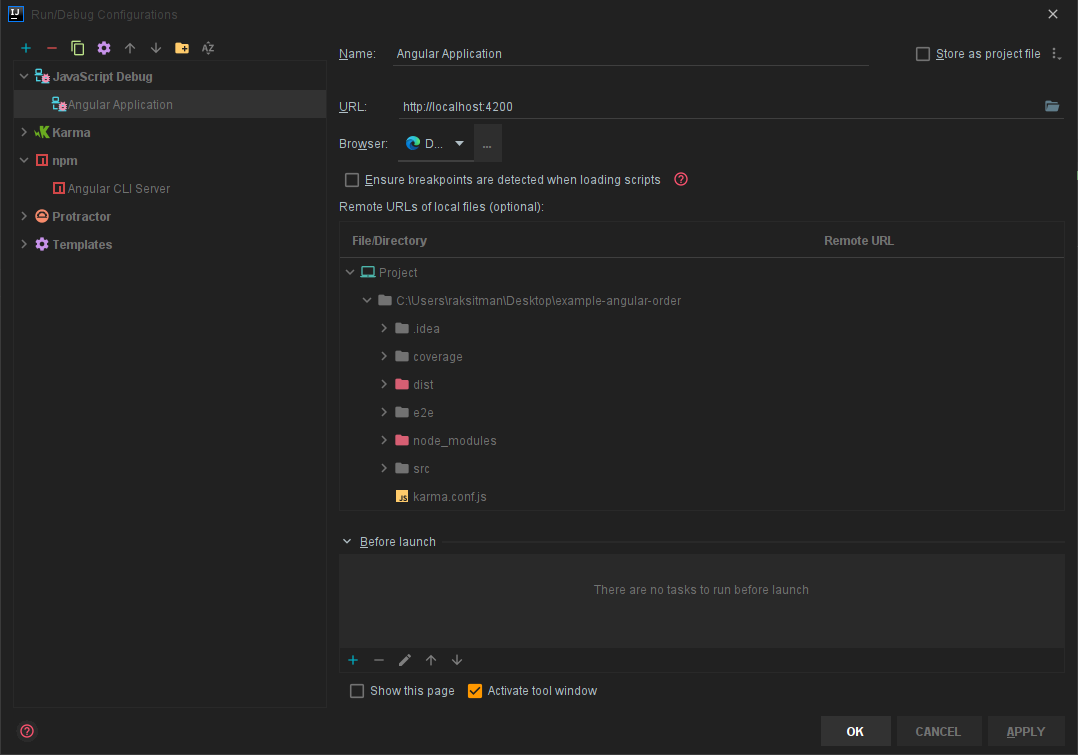 Run/Debug Configurations
Name: Angular Application
Store as project file
JavaScript Debug
Angular Application
Karma
npm
Angular CLI Server
Protractor
Templates
URL: http://localhost:4200
Browser: D... ...
Ensure breakpoints are detected when loading scripts
Remote URLs of local files (optional):
File/Directory Remote URL
Project
C:\Users\raksitman\Desktop\example-angular-order
.idea
coverage
dist
e2e
node_modules
src
karma.conf.js
Before launch
There are no tasks to run before launch
Show this page Activate tool window
OK CANCEL APPLY